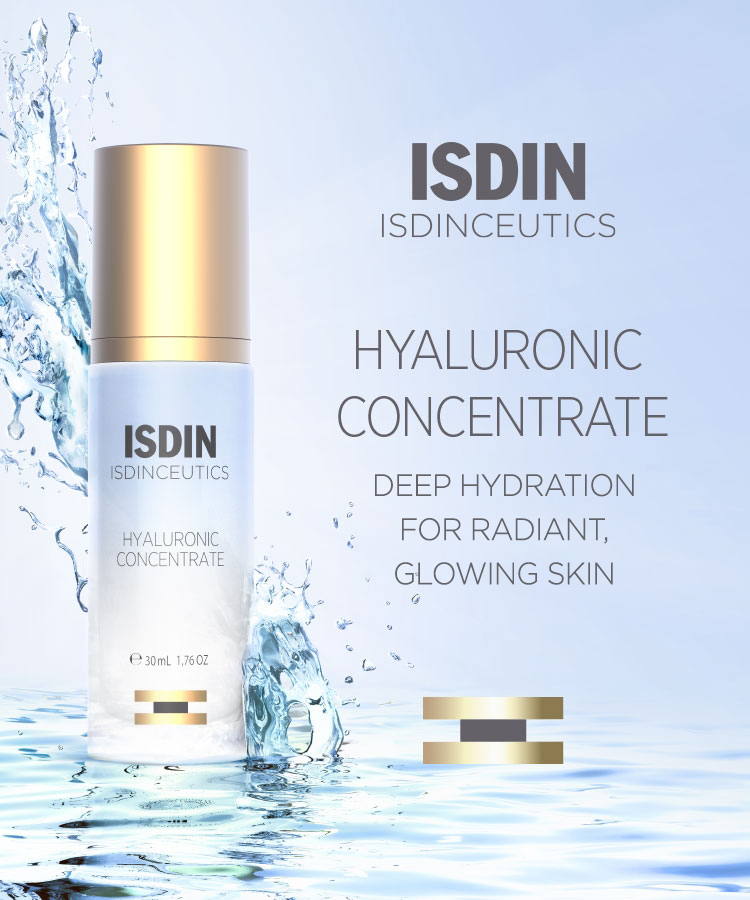 ISDIN
ISDINCEUTICS
HYALURONIC
CONCENTRATE
DEEP HYDRATION
FOR RADIANT,
GLOWING SKIN
ISDIN
ISDINCEUTICS
HYALURONIC
CONCENTRATE
℮ 30 mL 1,76 OZ